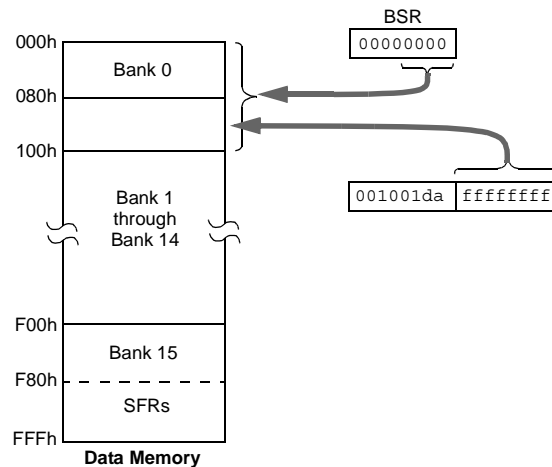 BSR
00000000
000h
Bank 0
080h
100h
001001da ffffffff
Bank 1
through
Bank 14
F00h
Bank 15
F80h
SFRs
FFFh
Data Memory